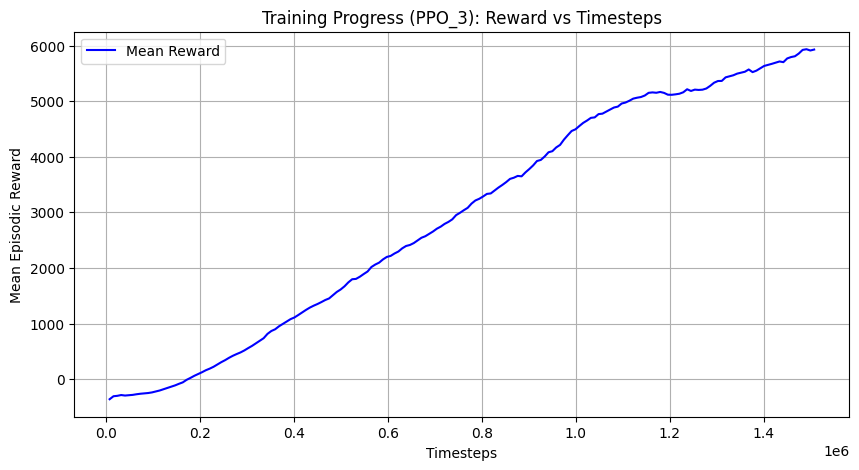 Training Progress (PPO_3): Reward vs Timesteps
Mean Reward
Mean Episodic Reward
6000
5000
4000
3000
2000
1000
0
0.0 0.2 0.4 0.6 0.8 1.0 1.2 1.4
1e6
Timesteps